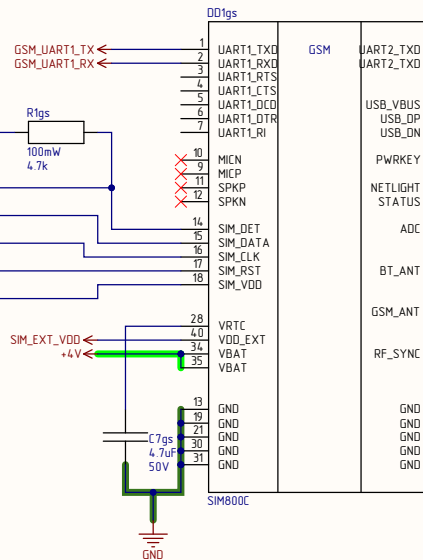 DD1gs
GSM_UART1_TX
1
UART1_TXD
GSM
UART2_TXD
GSM_UART1_RX
2
UART1_RXD
UART2_TXD
3
UART1_RTS
4
UART1_CTS
5
UART1_DCD
USB_VBUS
6
UART1_DTR
USB_DP
7
UART1_RI
USB_DN
R1gs
100mW
4.7k
10
MICN
PWRKEY
9
MICP
11
SPKP
NETLIGHT
12
SPKN
STATUS
14
SIM_DET
ADC
15
SIM_DATA
16
SIM_CLK
17
SIM_RST
BT_ANT
18
SIM_VDD
GSM_ANT
28
VRTC
SIM_EXT_VDD
40
VDD_EXT
+4V
34
VBAT
RF_SYNC
35
VBAT
13
GND
GND
19
GND
GND
21
GND
GND
30
GND
GND
31
GND
GND
C7gs
4.7uF
50V
SIM800C
GND